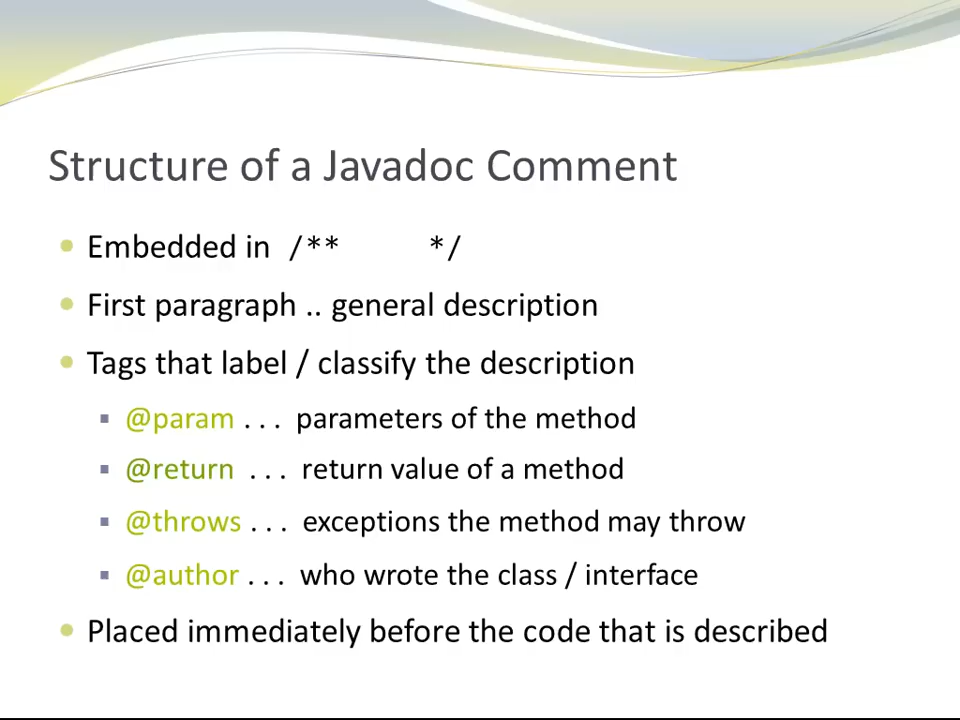 Structure of a Javadoc Comment
Embedded in /** */
First paragraph .. general description
Tags that label / classify the description
@param . . . parameters of the method
@return . . . return value of a method
@throws . . . exceptions the method may throw
@author . . . who wrote the class / interface
Placed immediately before the code that is described